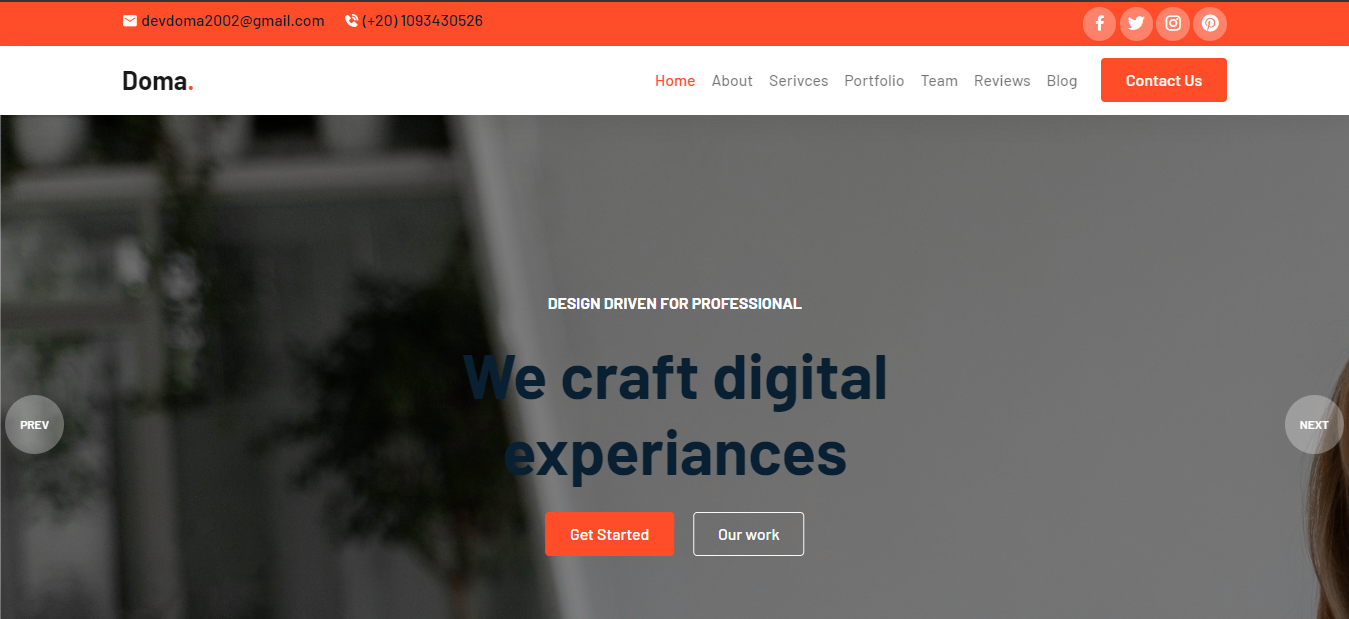 devdoma2002@gmail.com (+20) 1093430526
Doma.
Home About Serivces Portfolio Team Reviews Blog Contact Us
DESIGN DRIVEN FOR PROFESSIONAL
We craft digital
experiances
PREV
NEXT
Get Started Our work